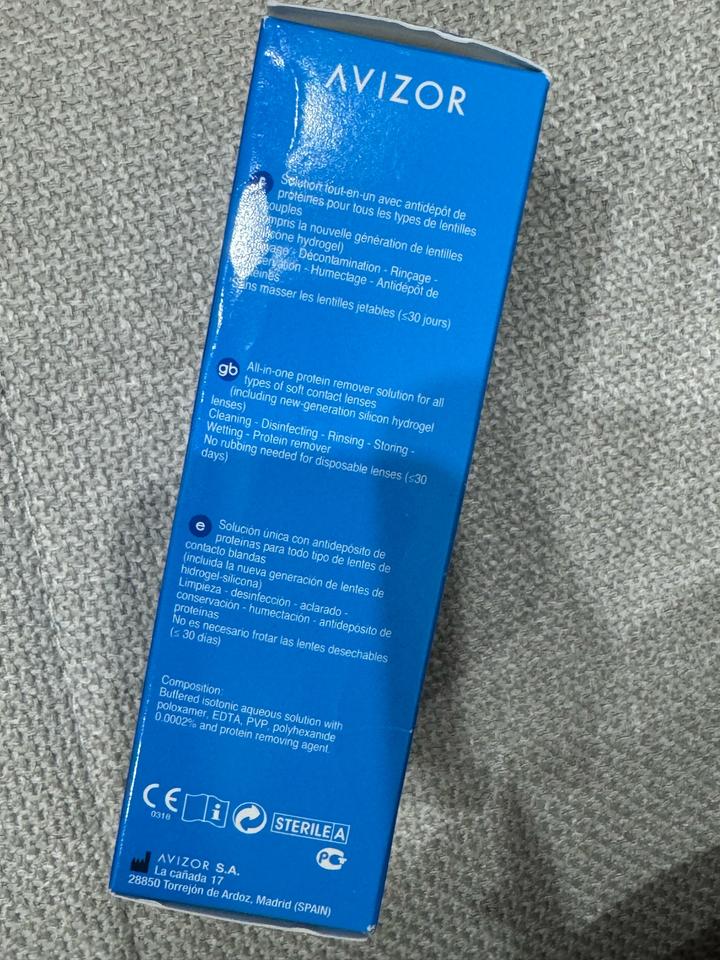 AVIZOR
f
Solution tout-en-un avec antidépôt de
protéines pour tous les types de lentilles
la nouvelle génération de lentilles
hydrogel)
- Décontamination - Rinçage -
- Humectage - Antidépôt de
masser les lentilles jetables (≤30 jours)
gb
All-in-one protein remover solution for all
types of soft contact lenses
(including new-generation silicon hydrogel
lenses)
Cleaning - Disinfecting - Rinsing - Storing -
Wetting - Protein remover
No rubbing needed for disposable lenses (≤30
days)
e
Solución única con antidepósito de
proteínas para todo tipo de lentes de
contacto blandas
(incluida la nueva generación de lentes de
hidrogel-silicona)
Limpieza - desinfección - aclarado -
conservación - humectación - antidepósito de
proteínas
No es necesario frotar las lentes desechables
(≤ 30 días)
Composition:
Buffered isotonic aqueous solution with
poloxamer, EDTA, PVP, polyhexanide
0.0002% and protein removing agent.
CE
0318
i
STERILE A
AVIZOR S.A.
La cañada 17
28850 Torrejón de Ardoz, Madrid (SPAIN)